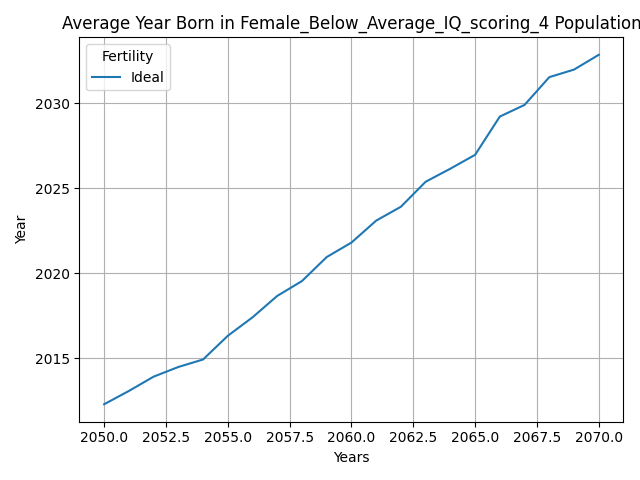 Average Year Born in Female_Below_Average_IQ_scoring_4 Population
Fertility
Ideal
2030
2025
2020
2015
Year
2050.0 2052.5 2055.0 2057.5 2060.0 2062.5 2065.0 2067.5 2070.0
Years